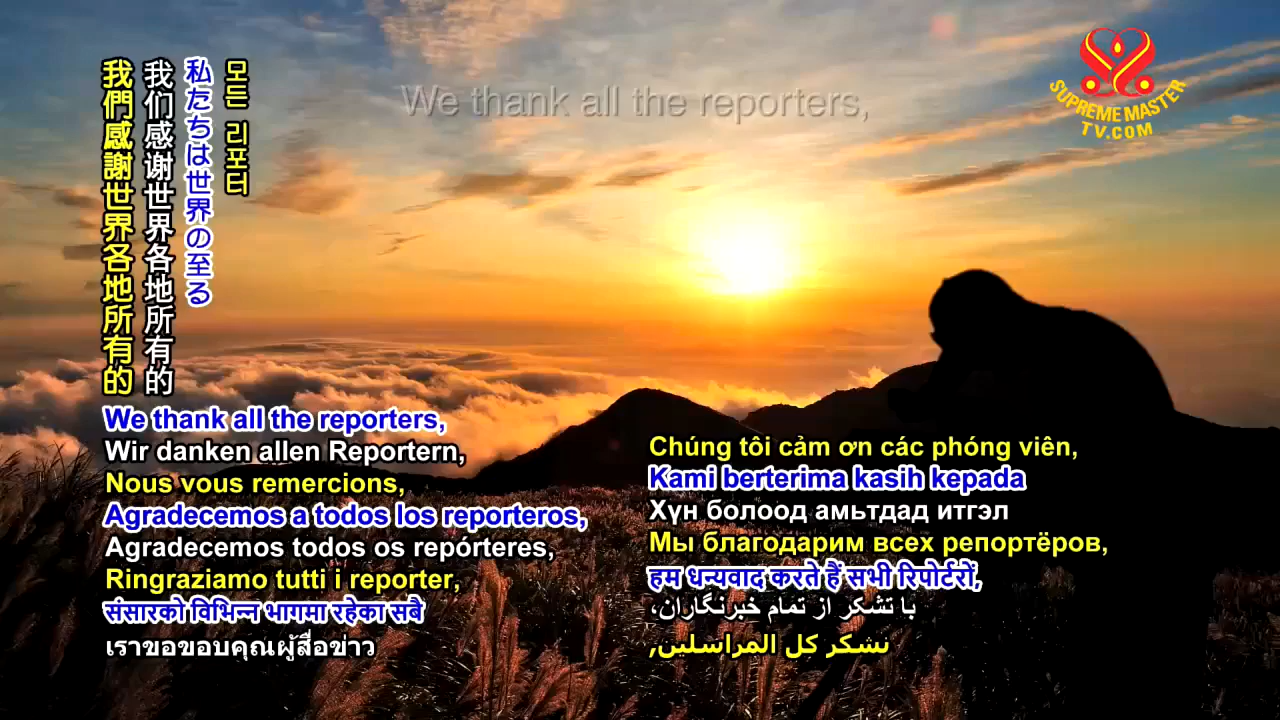 We thank all the reporters,
SUPREME MASTER
TV.COM
모든 리포터
私たちは世界の至る
我们感谢世界各地所有的
我們感謝世界各地所有的
We thank all the reporters,
Wir danken allen Reportern,
Nous vous remercions,
Agradecemos a todos los reporteros,
Agradecemos todos os repórteres,
Ringraziamo tutti i reporter,
संसारको विभिन्न भागमा रहेका सबै
เราขอขอบคุณผู้สื่อข่าว
Chúng tôi cảm ơn các phóng viên,
Kami berterima kasih kepada
Хүн болоод амьтдад итгэл
Мы благодарим всех репортёров,
हम धन्यवाद करते हैं सभी रिपोर्टरों,
با تشکر از تمام خبرنگاران،
نشكر كل المراسلين,